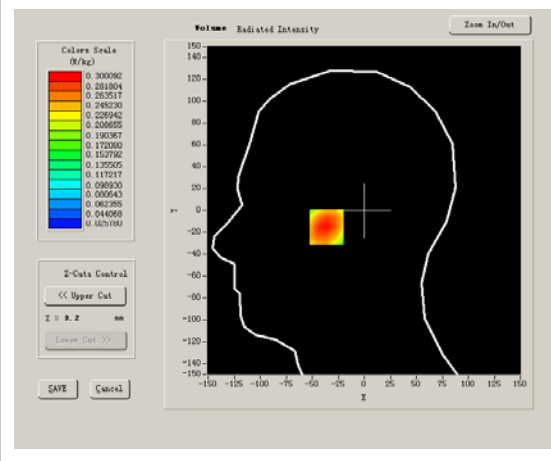 Volume Radiated Intensity
Zoom In/Out
Colors Scale
(W/kg)
0.300092
0.281804
0.263517
0.245230
0.226942
0.208655
0.190367
0.172080
0.153792
0.135505
0.117217
0.098930
0.080643
0.062355
0.044068
0.025780
Z-Cuts Control
<< Upper Cut
Z = 0.2 mm
Lower Cut >>
SAVE
Cancel
150
140
120
100
80
60
40
20
0
-20
-40
-60
-80
-100
-120
-140
-150
Y
-150 -125 -100 -75 -50 -25 0 25 50 75 100 125 150
X